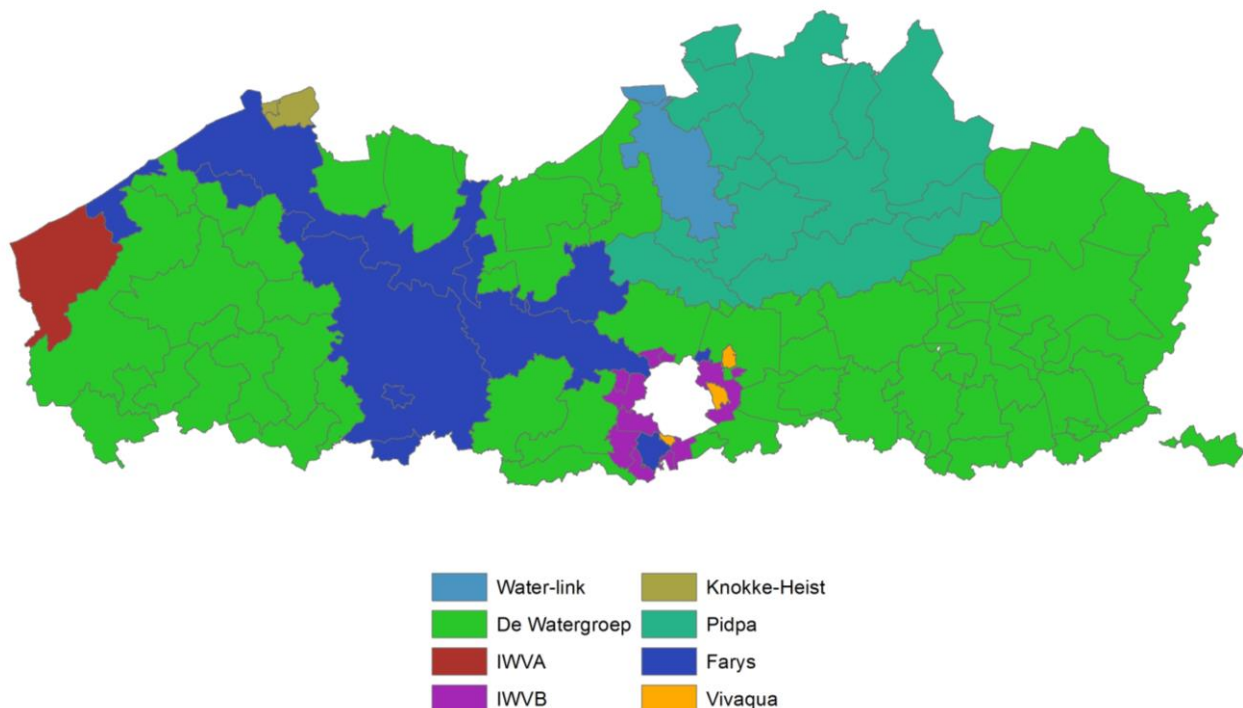 Water-link
Knokke-Heist
De Watergroep
Pidpa
IWVA
Farys
IWVB
Vivaqua